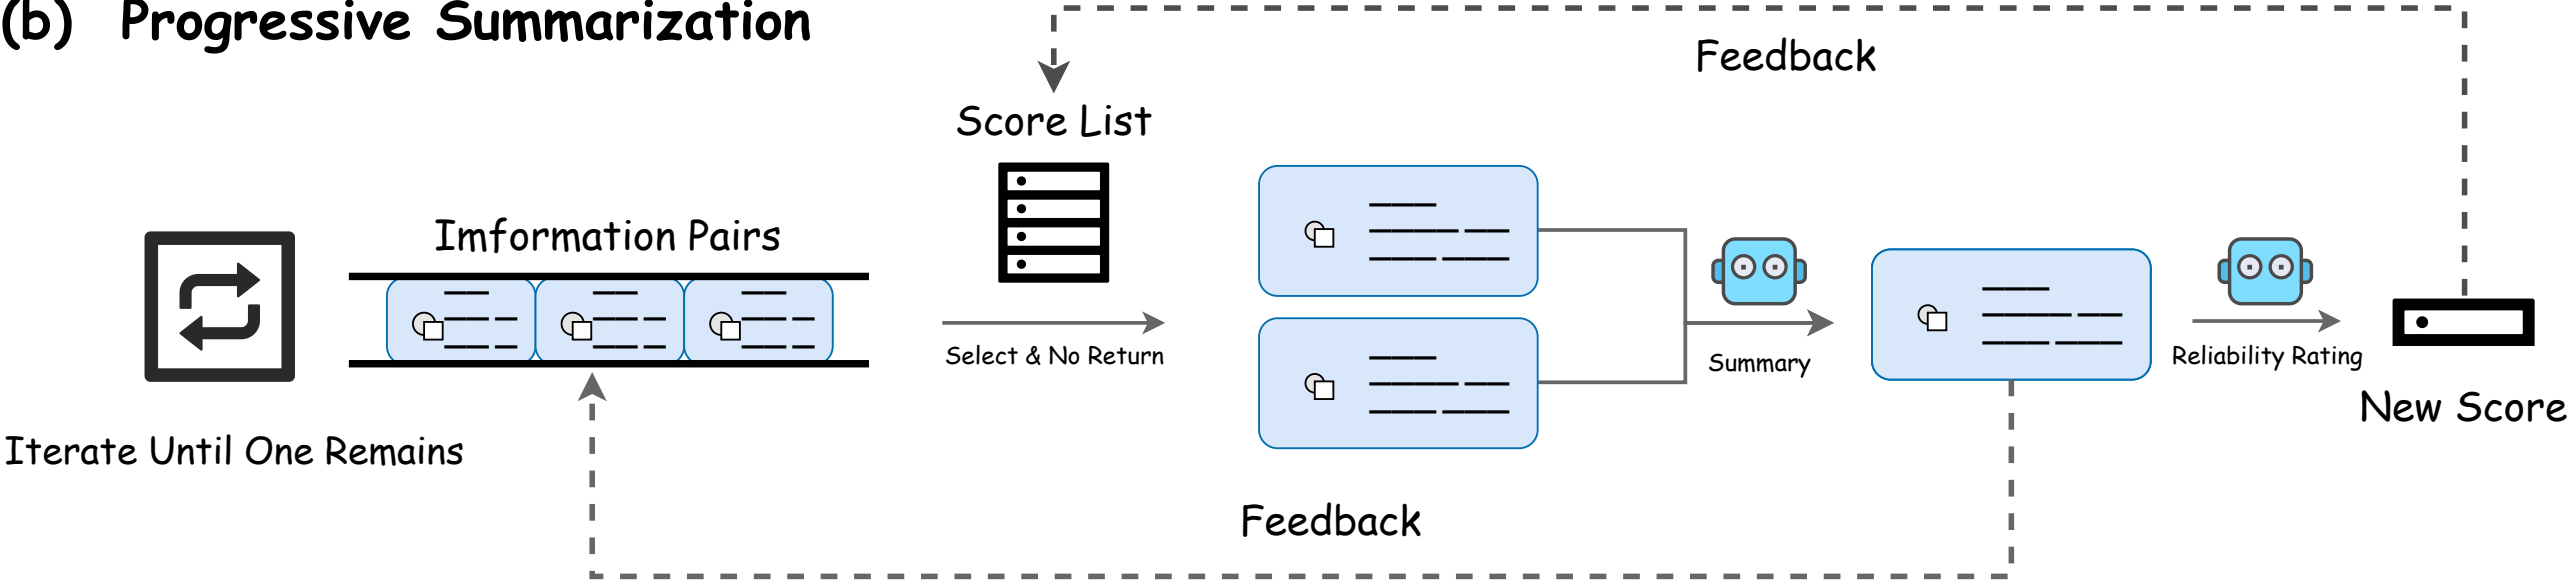 (b) Progressive Summarization
Feedback
Score List
Imformation Pairs
Select & No Return
Summary
Reliability Rating
New Score
Iterate Until One Remains
Feedback